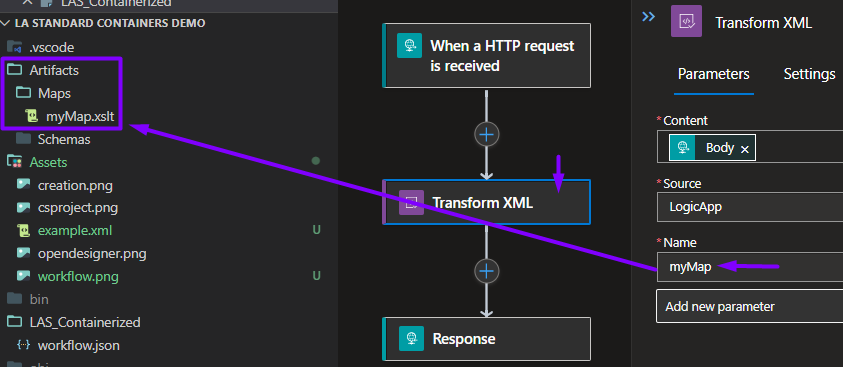 LAS_Containerized
LA STANDARD CONTAINERS DEMO
.vscode
Artifacts
Maps
myMap.xslt
Schemas
Assets
creation.png
csproject.png
example.xml U
opendesigner.png
workflow.png U
bin
LAS_Containerized
workflow.json
When a HTTP request
is received
Transform XML
Response
Transform XML
Parameters Settings
*Content
Body ×
*Source
LogicApp
*Name
myMap
Add new parameter